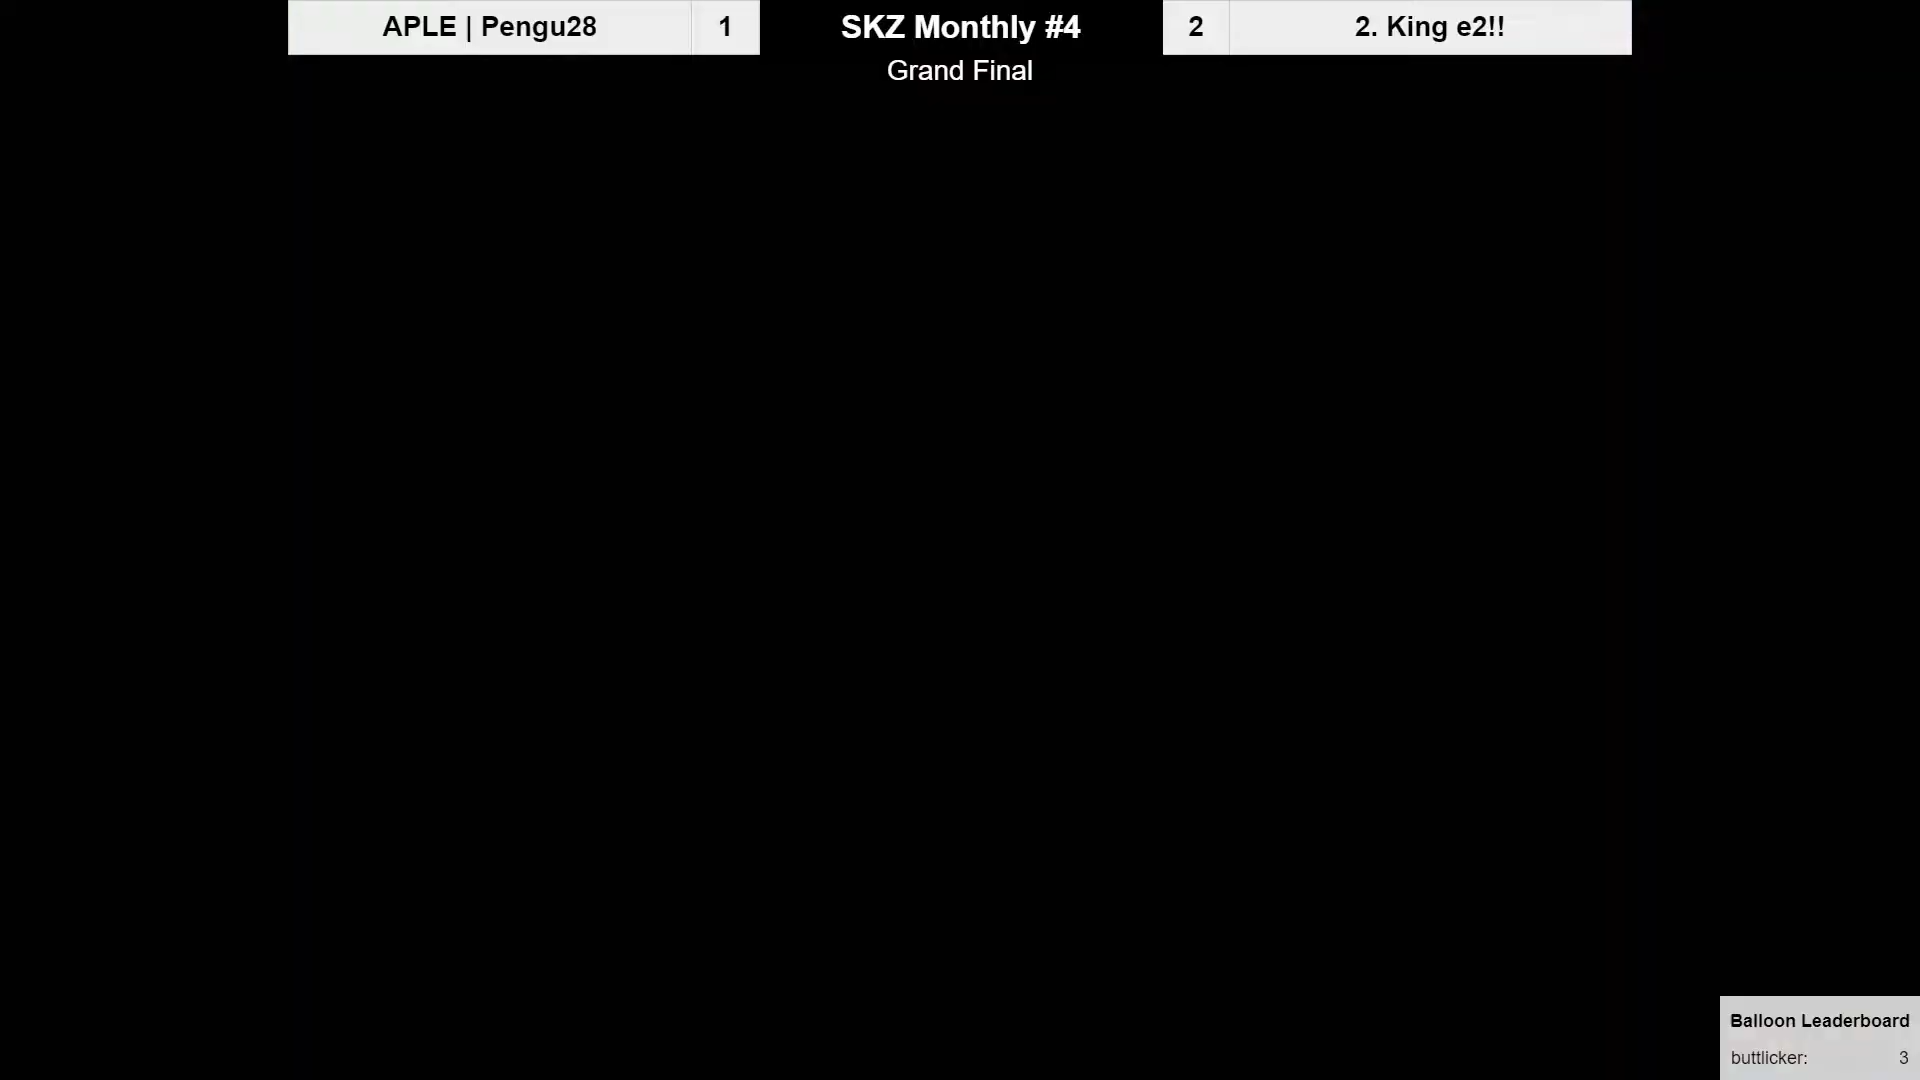 APLE | Pengu28 1 SKZ Monthly #4 2 2. King e2!!
Grand Final
Balloon Leaderboard
buttlicker: 3